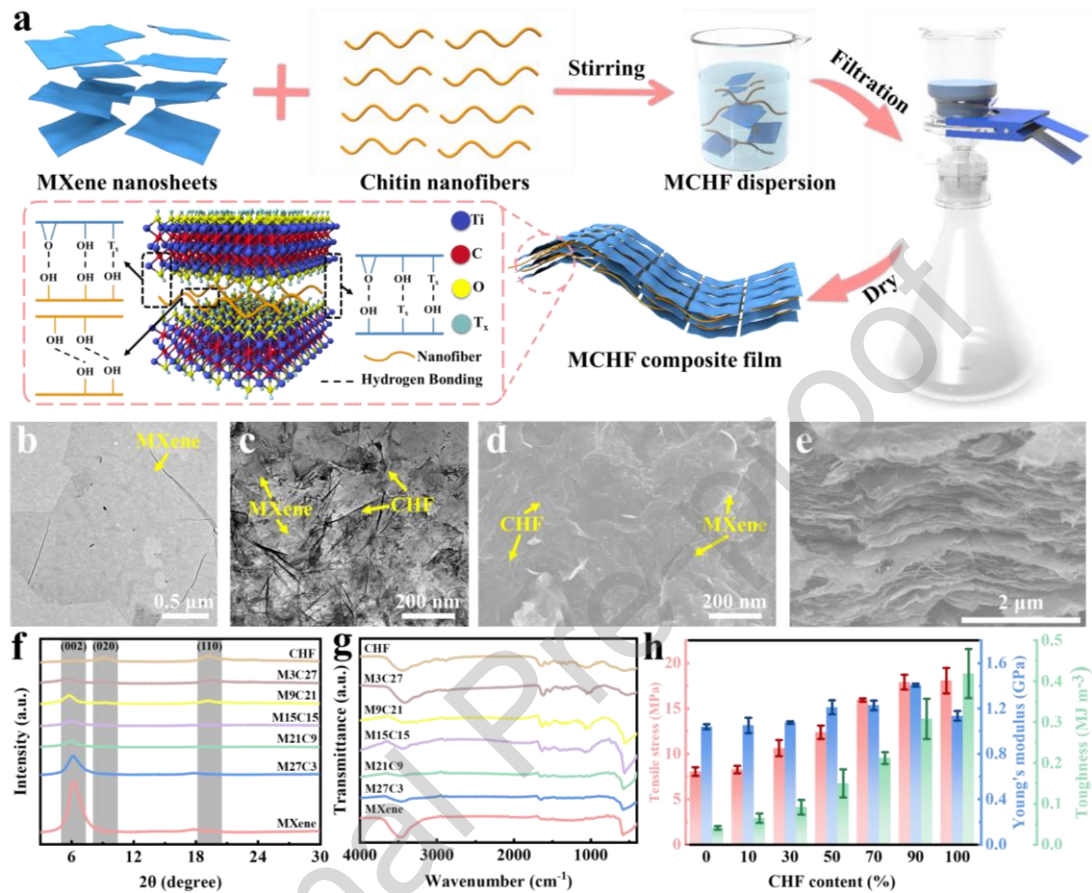 a
Stirring
Filtration
MXene nanosheets
Chitin nanofibers
MCHF dispersion
O OH Tx
OH OH OH
OH OH
OH OH
Ti
C
O
Tx
Nanofiber
Hydrogen Bonding
O OH Tx
OH Tx OH
MCHF composite film
Dry
b
MXene
0.5 μm
c
MXene
CHF
200 nm
d
CHF
MXene
200 nm
e
2 μm
f
(002) (020) (110)
CHF
M3C27
M9C21
M15C15
M21C9
M27C3
MXene
Intensity (a.u.)
6 12 18 24 30
2θ (degree)
g
CHF
M3C27
M9C21
M15C15
M21C9
M27C3
MXene
Transmittance (a.u.)
4000 3000 2000 1000
Wavenumber (cm⁻¹)
h
Tensile stress (MPa)
20
15
10
5
0
0 10 30 50 70 90 100
CHF content (%)
1.6
1.2
0.8
0.4
0.0
Young's modulus (GPa)
0.5
0.4
0.3
0.2
0.1
0.0
Toughness (MJ m-3)
nal Pre-proof